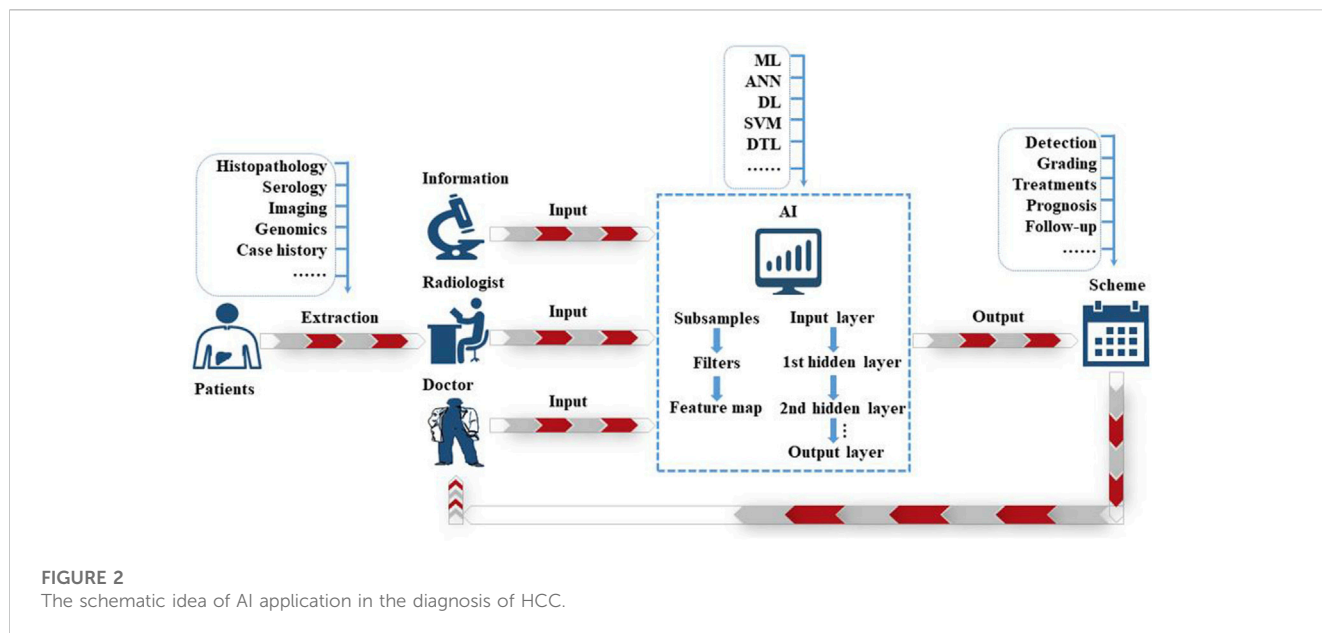 Histopathology
Serology
Imaging
Genomics
Case history
......
Patients
Extraction
Information
Radiologist
Doctor
Input
Input
Input
ML
ANN
DL
SVM
DTL
......
AI
Subsamples
Filters
Feature map
Input layer
1st hidden layer
2nd hidden layer
⋮
Output layer
Output
Detection
Grading
Treatments
Prognosis
Follow-up
......
Scheme
FIGURE 2
The schematic idea of AI application in the diagnosis of HCC.